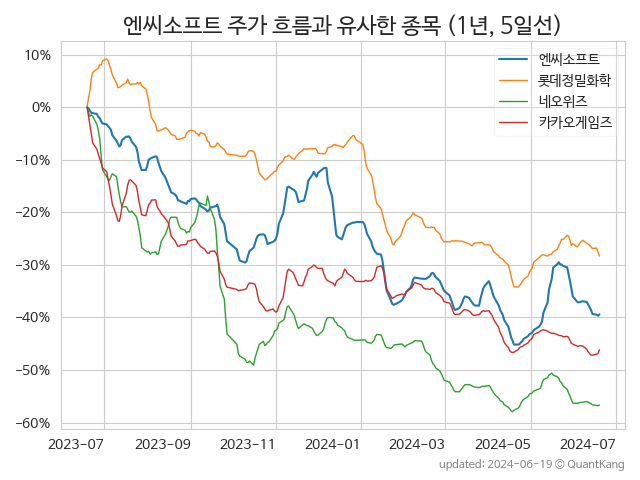 엔씨소프트 주가 흐름과 유사한 종목 (1년, 5일선)
엔씨소프트
롯데정밀화학
네오위즈
카카오게임즈
10%
0%
−10%
−20%
−30%
−40%
−50%
−60%
2023-07 2023-09 2023-11 2024-01 2024-03 2024-05 2024-07
updated: 2024-06-19 © QuantKang